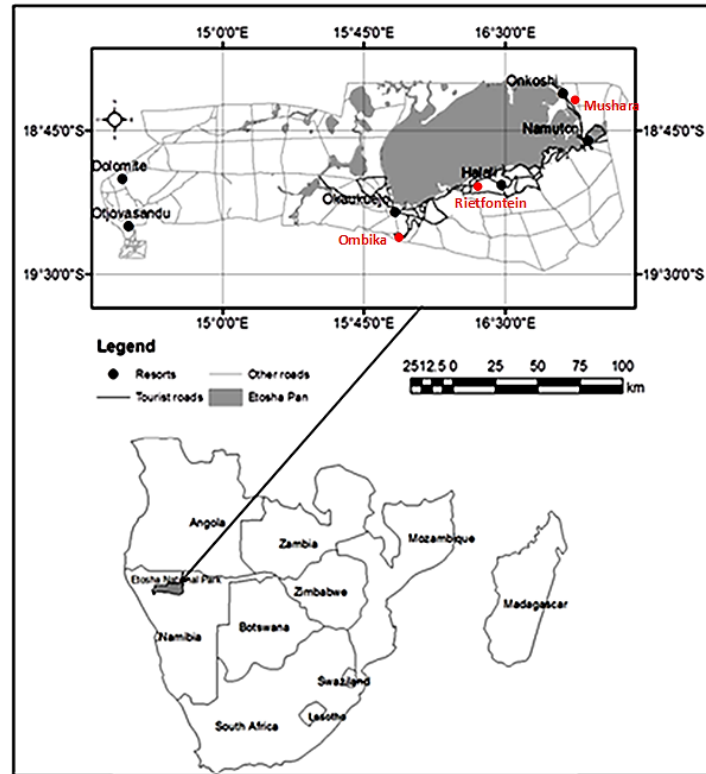 15°0'0"E 15°45'0"E 16°30'0"E
Onkoshi
Mushara
18°45'0"S 18°45'0"S
Namutoni
Dolomite
Halali
Okaukuejo
Rietfontein
Otjovasandu
Ombika
19°30'0"S 19°30'0"S
15°0'0"E 15°45'0"E 16°30'0"E
Legend
Resorts Other roads
Tourist roads Etosha Pan
2512.5 0 25 50 75 100
km
Angola
Zambia
Mozambique
Etosha National Park
Zimbabwe
Madagascar
Namibia
Botswana
Swaziland
South Africa
Lesotho